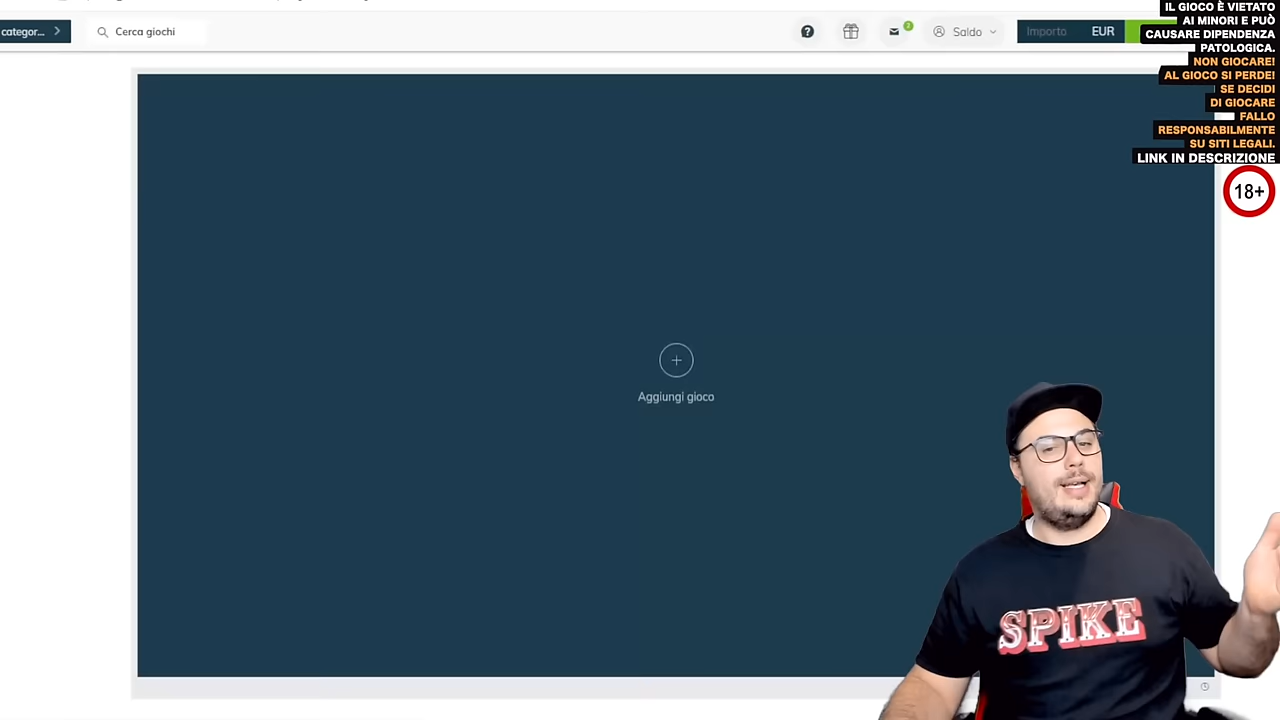 categor...
Cerca giochi
2
Saldo
Importo
EUR
IL GIOCO È VIETATO
AI MINORI E PUÒ
CAUSARE DIPENDENZA
PATOLOGICA.
NON GIOCARE!
AL GIOCO SI PERDE!
SE DECIDI
DI GIOCARE
FALLO
RESPONSABILMENTE
SU SITI LEGALI.
LINK IN DESCRIZIONE
18+
Aggiungi gioco
SPIKE